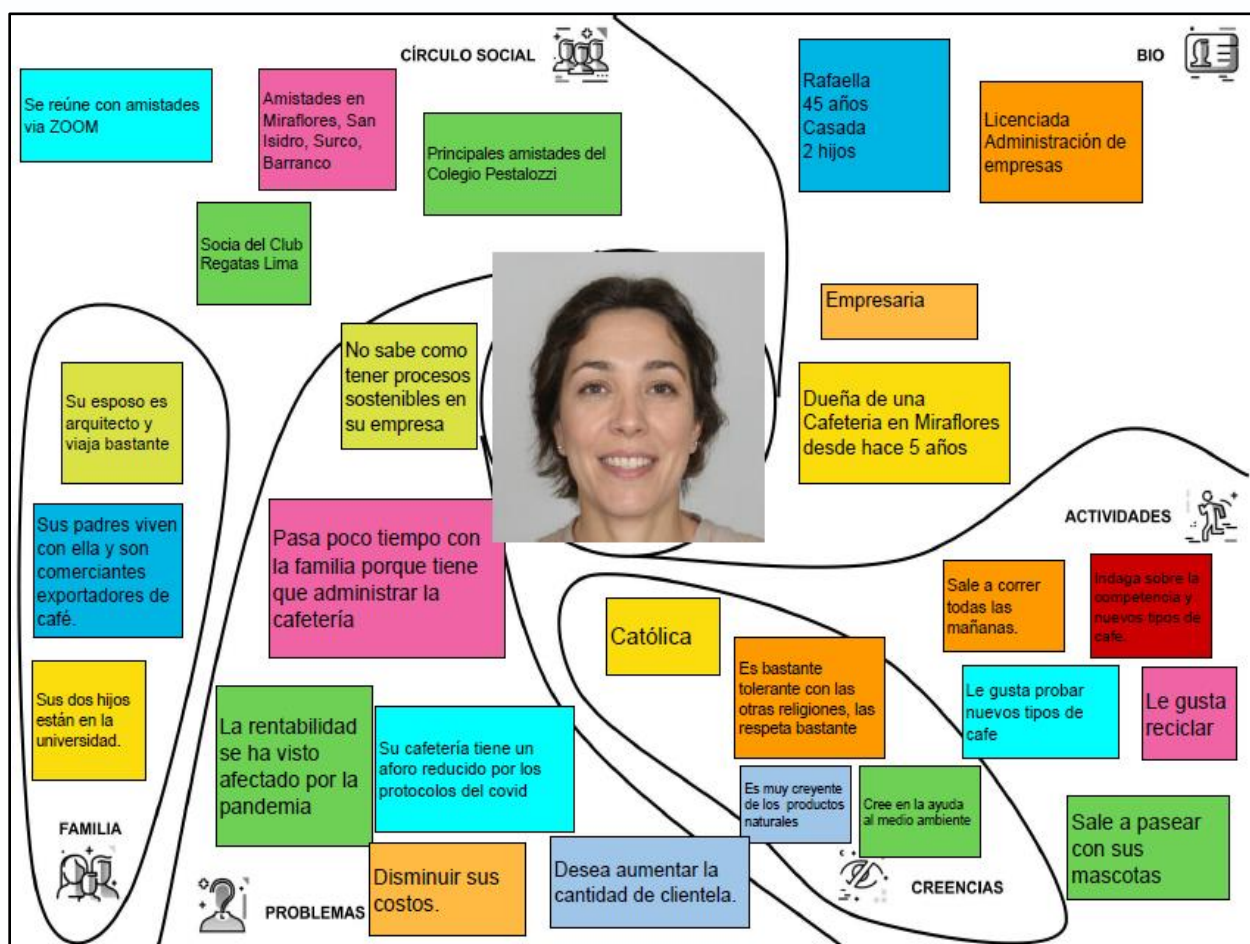 CÍRCULO SOCIAL
Se reúne con amistades
via ZOOM
Amistades en
Miraflores, San
Isidro, Surco,
Barranco
Principales amistades del
Colegio Pestalozzi
Socia del Club
Regatas Lima
BIO
Rafaella
45 años
Casada
2 hijos
Licenciada
Administración de
empresas
Empresaria
Dueña de una
Cafeteria en Miraflores
desde hace 5 años
Su esposo es
arquitecto y
viaja bastante
Sus padres viven
con ella y son
comerciantes
exportadores de
café.
Sus dos hijos
están en la
universidad.
FAMILIA
No sabe como
tener procesos
sostenibles en
su empresa
Pasa poco tiempo con
la familia porque tiene
que administrar la
cafetería
La rentabilidad
se ha visto
afectado por la
pandemia
Su cafetería tiene un
aforo reducido por los
protocolos del covid
Disminuir sus
costos.
Desea aumentar la
cantidad de clientela.
PROBLEMAS
Católica
Es bastante
tolerante con las
otras religiones, las
respeta bastante
Es muy creyente
de los productos
naturales
Cree en la ayuda
al medio ambiente
CREENCIAS
ACTIVIDADES
Sale a correr
todas las
mañanas.
Indaga sobre la
competencia y
nuevos tipos de
cafe.
Le gusta probar
nuevos tipos de
cafe
Le gusta
reciclar
Sale a pasear
con sus
mascotas